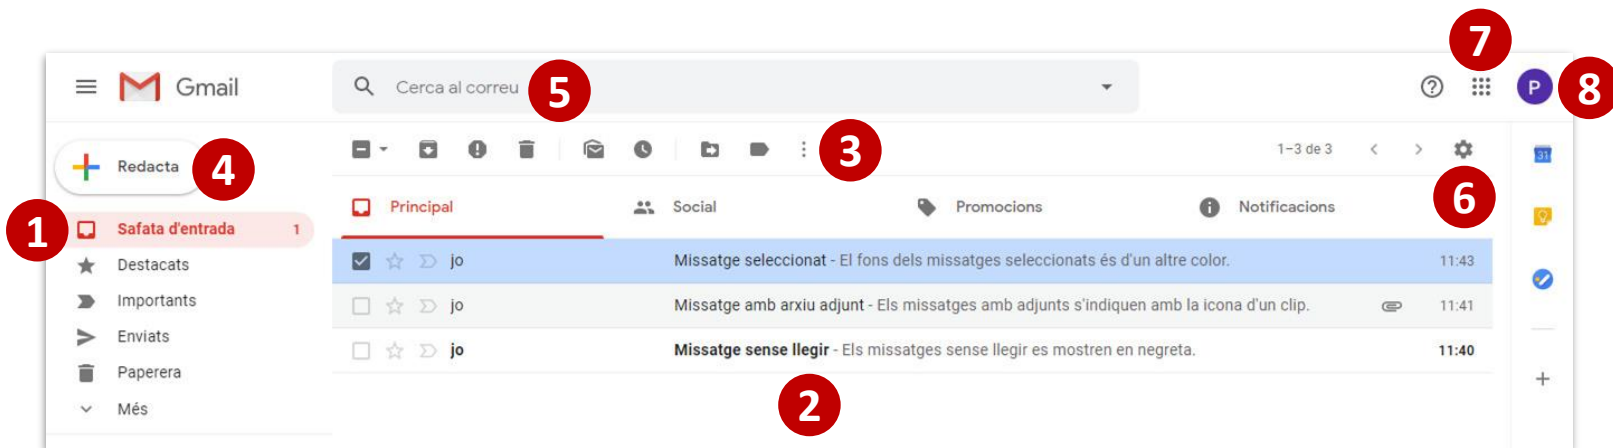 7
Gmail
Cerca al correu
5
P
8
Redacta
4
3
1–3 de 3
31
Principal
Social
Promocions
Notificacions
6
1
Safata d'entrada 1
Destacats
Importants
Enviats
Paperera
Més
jo Missatge seleccionat - El fons dels missatges seleccionats és d'un altre color. 11:43
jo Missatge amb arxiu adjunt - Els missatges amb adjunts s'indiquen amb la icona d'un clip. 11:41
jo Missatge sense llegir - Els missatges sense llegir es mostren en negreta. 11:40
2